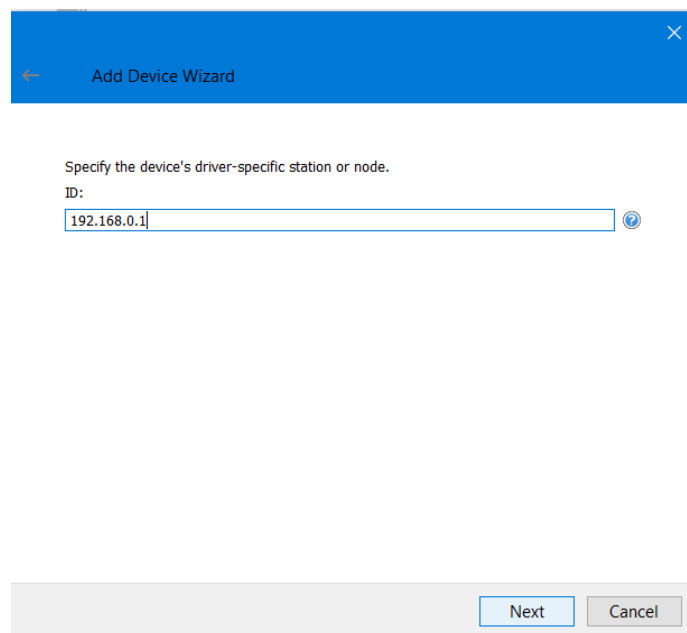 Add Device Wizard
Specify the device's driver-specific station or node.
ID:
192.168.0.1
Next Cancel